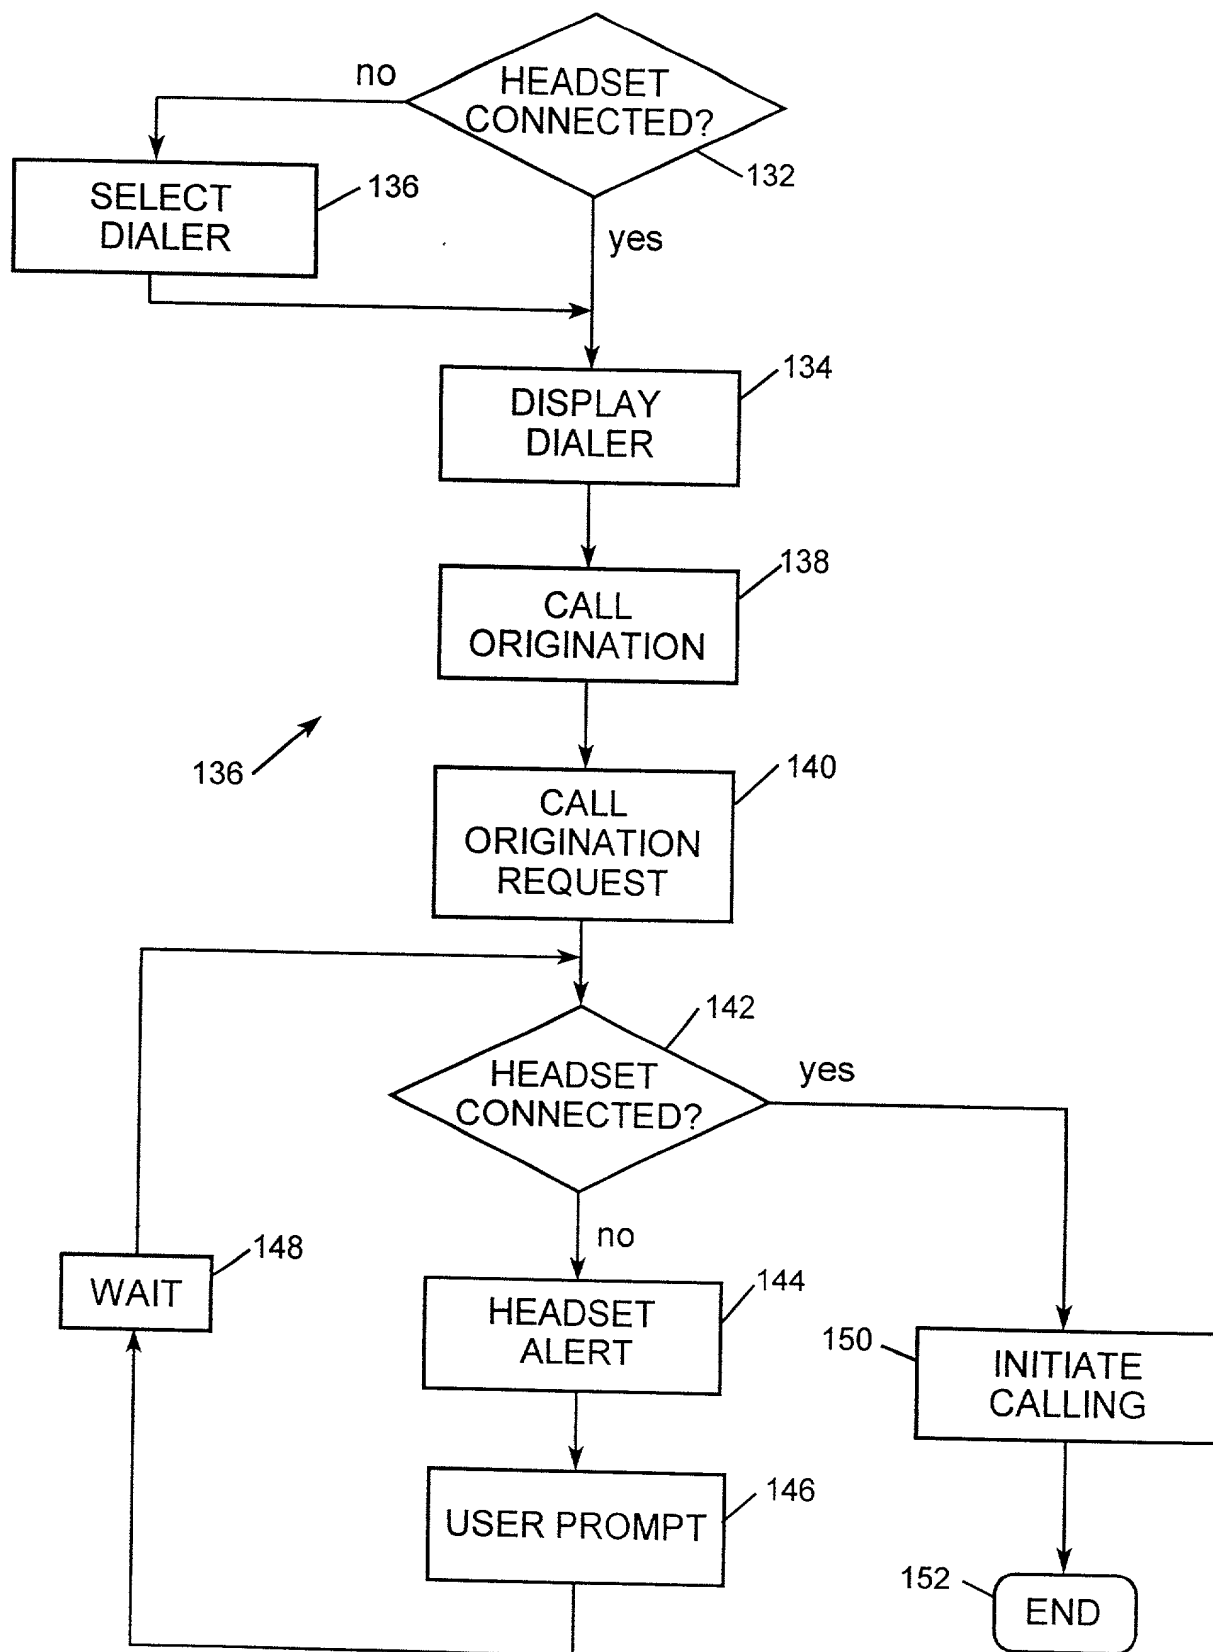 no
HEADSET
CONNECTED?
132
136
SELECT
DIALER
yes
134
DISPLAY
DIALER
138
CALL
ORIGINATION
136
140
CALL
ORIGINATION
REQUEST
142
HEADSET
CONNECTED?
yes
no
148
WAIT
144
HEADSET
ALERT
150
INITIATE
CALLING
146
USER PROMPT
152
END